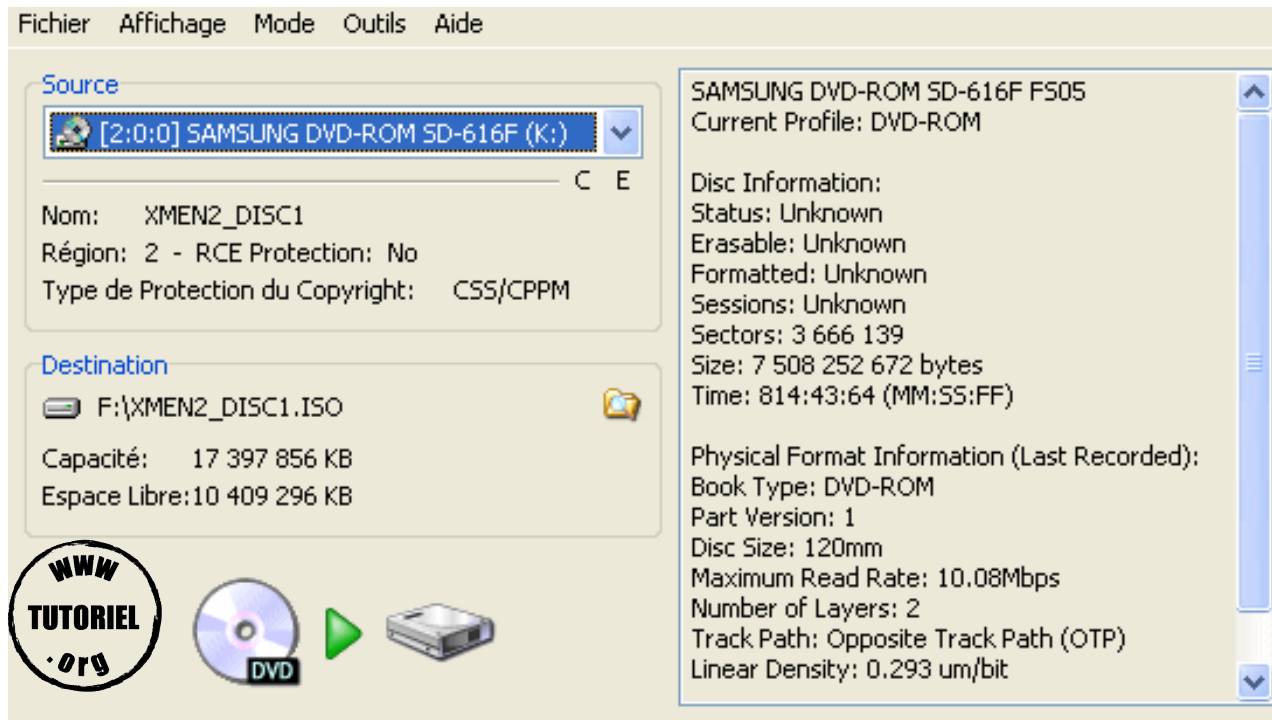 Fichier Affichage Mode Outils Aide
Source
[2:0:0] SAMSUNG DVD-ROM SD-616F (K:)
C E
Nom: XMEN2_DISC1
Région: 2 - RCE Protection: No
Type de Protection du Copyright: CSS/CPPM
Destination
F:\XMEN2_DISC1.ISO
Capacité: 17 397 856 KB
Espace Libre:10 409 296 KB
WWW
TUTORIEL
.org
DVD
SAMSUNG DVD-ROM SD-616F FS05
Current Profile: DVD-ROM
Disc Information:
Status: Unknown
Erasable: Unknown
Formatted: Unknown
Sessions: Unknown
Sectors: 3 666 139
Size: 7 508 252 672 bytes
Time: 814:43:64 (MM:SS:FF)
Physical Format Information (Last Recorded):
Book Type: DVD-ROM
Part Version: 1
Disc Size: 120mm
Maximum Read Rate: 10.08Mbps
Number of Layers: 2
Track Path: Opposite Track Path (OTP)
Linear Density: 0.293 um/bit